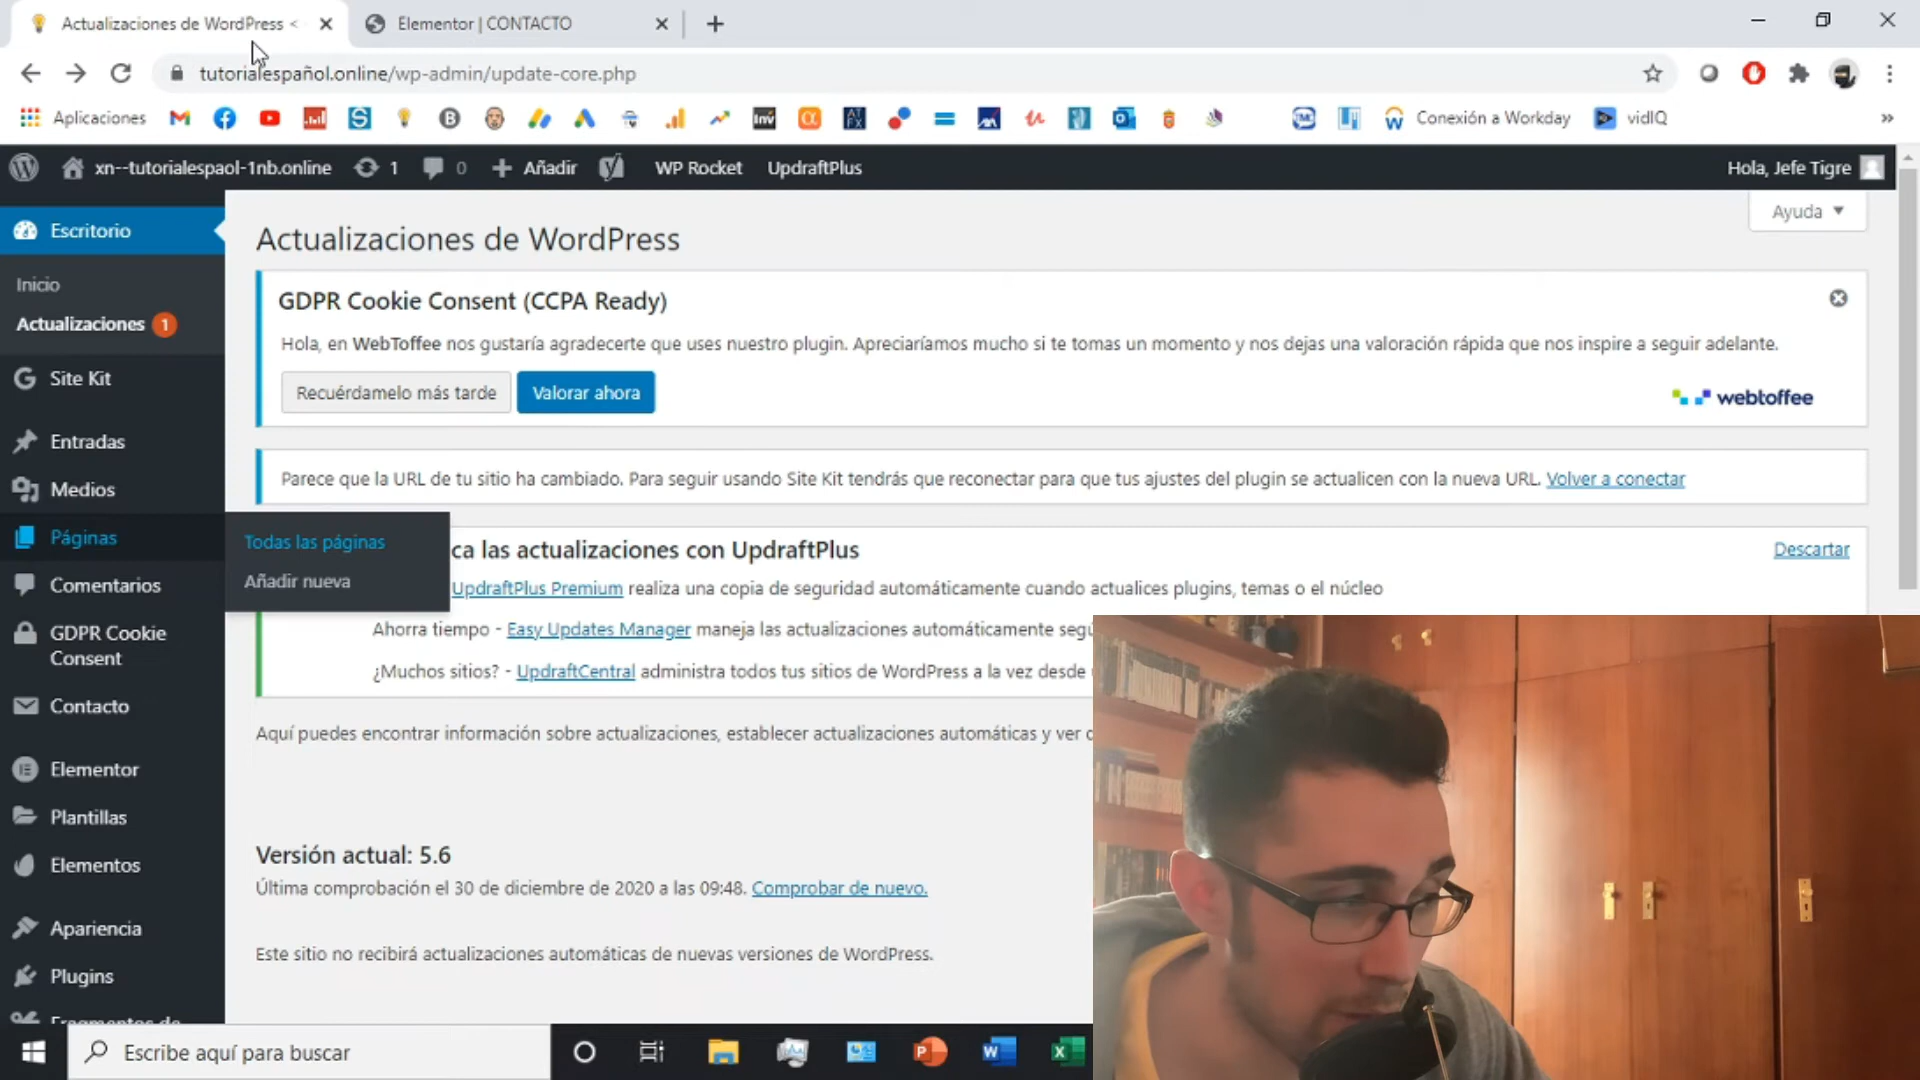 Actualizaciones de WordPress <
Elementor | CONTACTO
tutorialespañol.online/wp-admin/update-core.php
Aplicaciones
Conexión a Workday
vidIQ
xn--tutorialespaol-1nb.online
1
0
Añadir
WP Rocket
UpdraftPlus
Hola, Jefe Tigre
Ayuda
Escritorio
Inicio
Actualizaciones 1
Site Kit
Entradas
Medios
Páginas
Todas las páginas
Añadir nueva
Comentarios
GDPR Cookie
Consent
Contacto
Elementor
Plantillas
Elementos
Apariencia
Plugins
Fragmentos de
Actualizaciones de WordPress
GDPR Cookie Consent (CCPA Ready)
Hola, en WebToffee nos gustaría agradecerte que uses nuestro plugin. Apreciaríamos mucho si te tomas un momento y nos dejas una valoración rápida que nos inspire a seguir adelante.
Recuérdamelo más tarde
Valorar ahora
webtoffee
Parece que la URL de tu sitio ha cambiado. Para seguir usando Site Kit tendrás que reconectar para que tus ajustes del plugin se actualicen con la nueva URL. Volver a conectar
ca las actualizaciones con UpdraftPlus
Descartar
UpdraftPlus Premium realiza una copia de seguridad automáticamente cuando actualices plugins, temas o el núcleo
Ahorra tiempo - Easy Updates Manager maneja las actualizaciones automáticamente seg
¿Muchos sitios? - UpdraftCentral administra todos tus sitios de WordPress a la vez desde
Aquí puedes encontrar información sobre actualizaciones, establecer actualizaciones automáticas y ver
Versión actual: 5.6
Última comprobación el 30 de diciembre de 2020 a las 09:48. Comprobar de nuevo.
Este sitio no recibirá actualizaciones automáticas de nuevas versiones de WordPress.
Escribe aquí para buscar